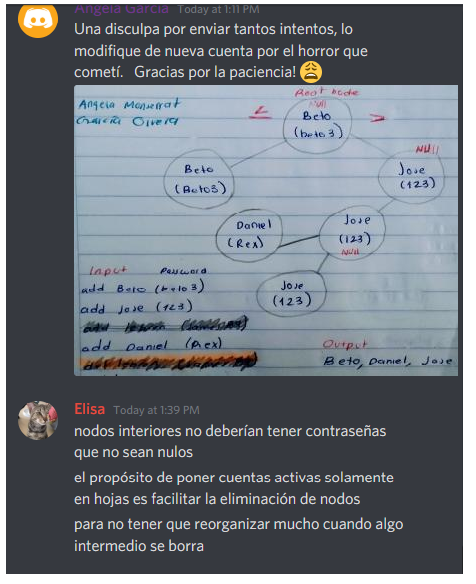 Angela García Today at 1:11 PM
Una disculpa por enviar tantos intentos, lo
modifique de nueva cuenta por el horror que
cometí. Gracias por la paciencia! 😩
Root node
Angela Monserrat
García Olvera
<
Null
Beto
(beto3)
>
Beto
(Beto3)
NUll
Jose
(123)
Daniel
(Rex)
Jose
(123)
NUll
Jose
(123)
Input Password
add Beto (beto3)
add Jose (123)
add Daniel (Rex)
Output
Beto, Daniel, Jose
Elisa Today at 1:39 PM
nodos interiores no deberían tener contraseñas
que no sean nulos
el propósito de poner cuentas activas solamente
en hojas es facilitar la eliminación de nodos
para no tener que reorganizar mucho cuando algo
intermedio se borra